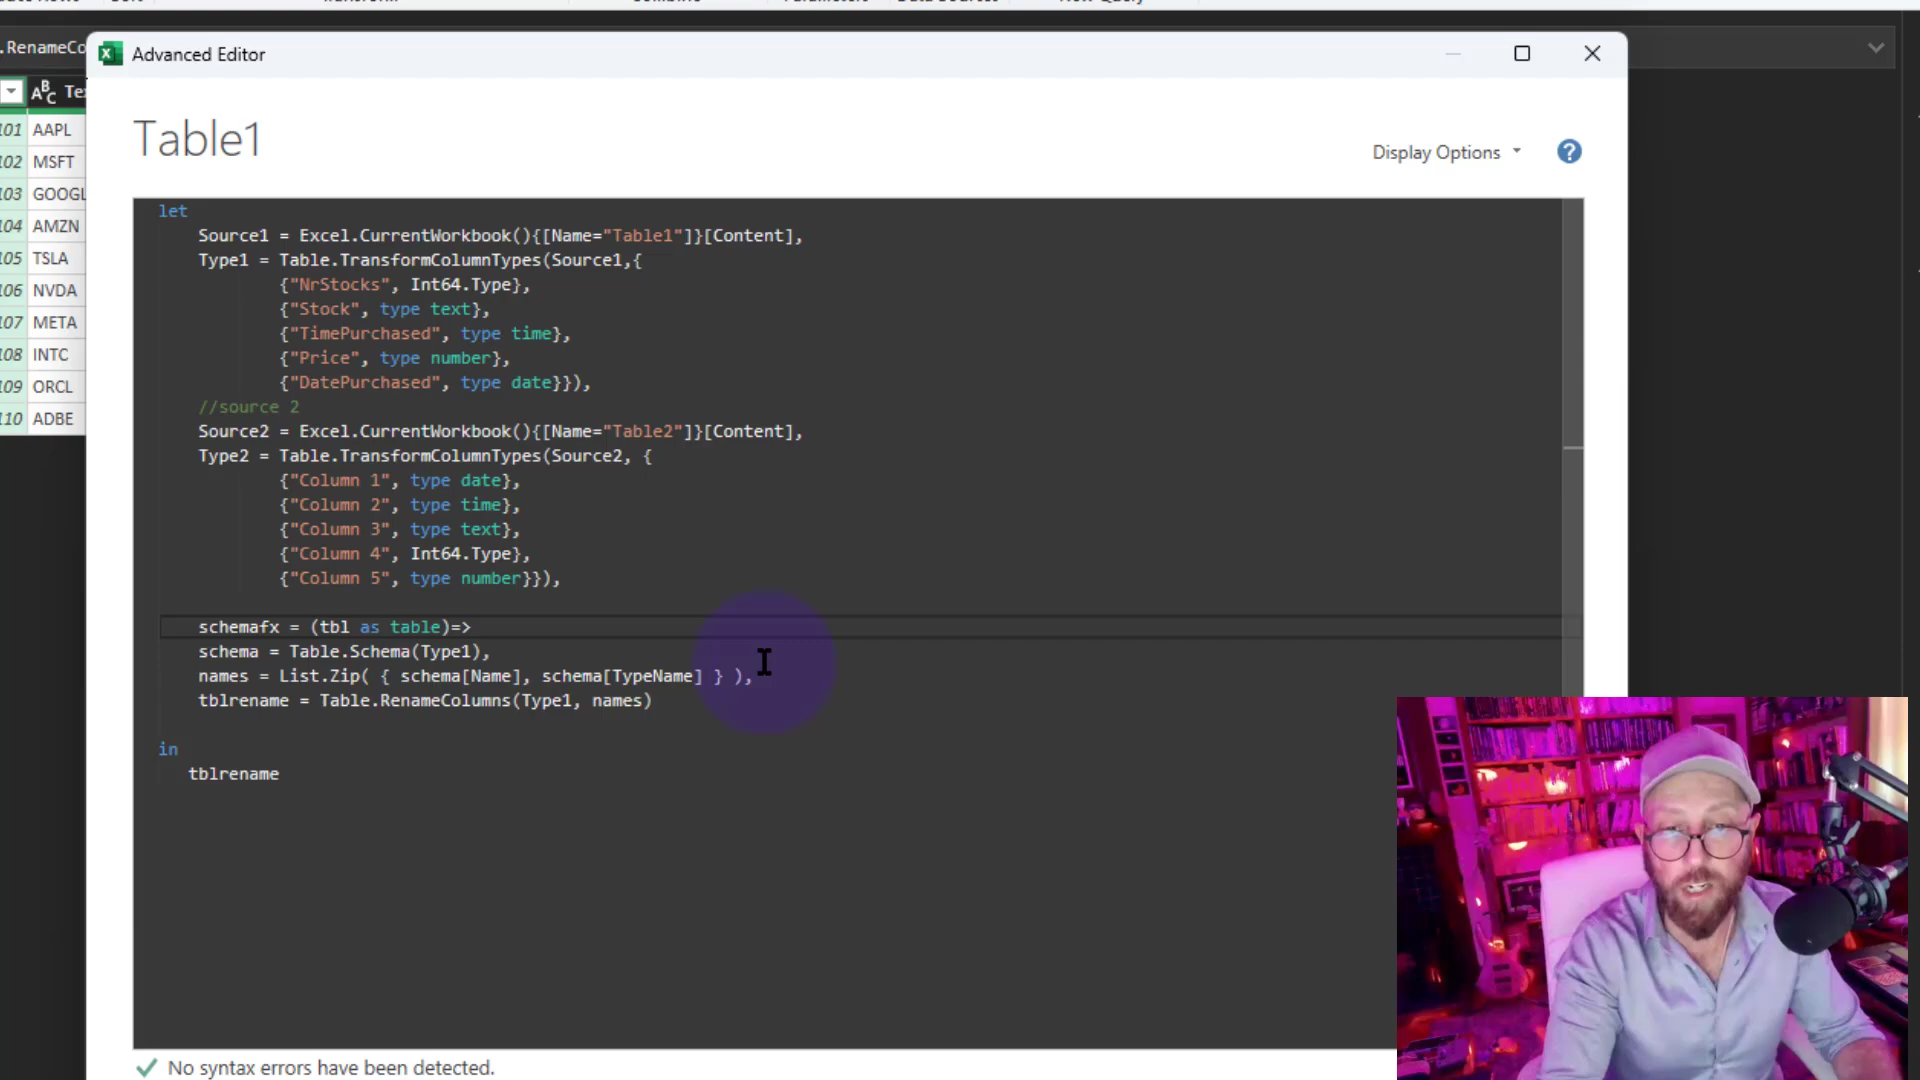 .RenameCo
Advanced Editor
Table1
Display Options
?
101 AAPL
102 MSFT
103 GOOGL
104 AMZN
105 TSLA
106 NVDA
107 META
108 INTC
109 ORCL
110 ADBE
let
Source1 = Excel.CurrentWorkbook(){[Name="Table1"]}[Content],
Type1 = Table.TransformColumnTypes(Source1,{
{"NrStocks", Int64.Type},
{"Stock", type text},
{"TimePurchased", type time},
{"Price", type number},
{"DatePurchased", type date}}),
//source 2
Source2 = Excel.CurrentWorkbook(){[Name="Table2"]}[Content],
Type2 = Table.TransformColumnTypes(Source2, {
{"Column 1", type date},
{"Column 2", type time},
{"Column 3", type text},
{"Column 4", Int64.Type},
{"Column 5", type number}}),
schemafx = (tbl as table)=>
schema = Table.Schema(Type1),
names = List.Zip( { schema[Name], schema[TypeName] } ),
tblrename = Table.RenameColumns(Type1, names)
in
tblrename
No syntax errors have been detected.